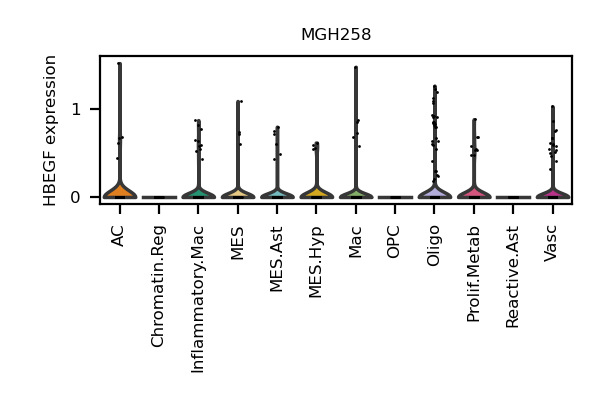 MGH258
HBEGF expression
1
0
AC
Chromatin.Reg
Inflammatory.Mac
MES
MES.Ast
MES.Hyp
Mac
OPC
Oligo
Prolif.Metab
Reactive.Ast
Vasc